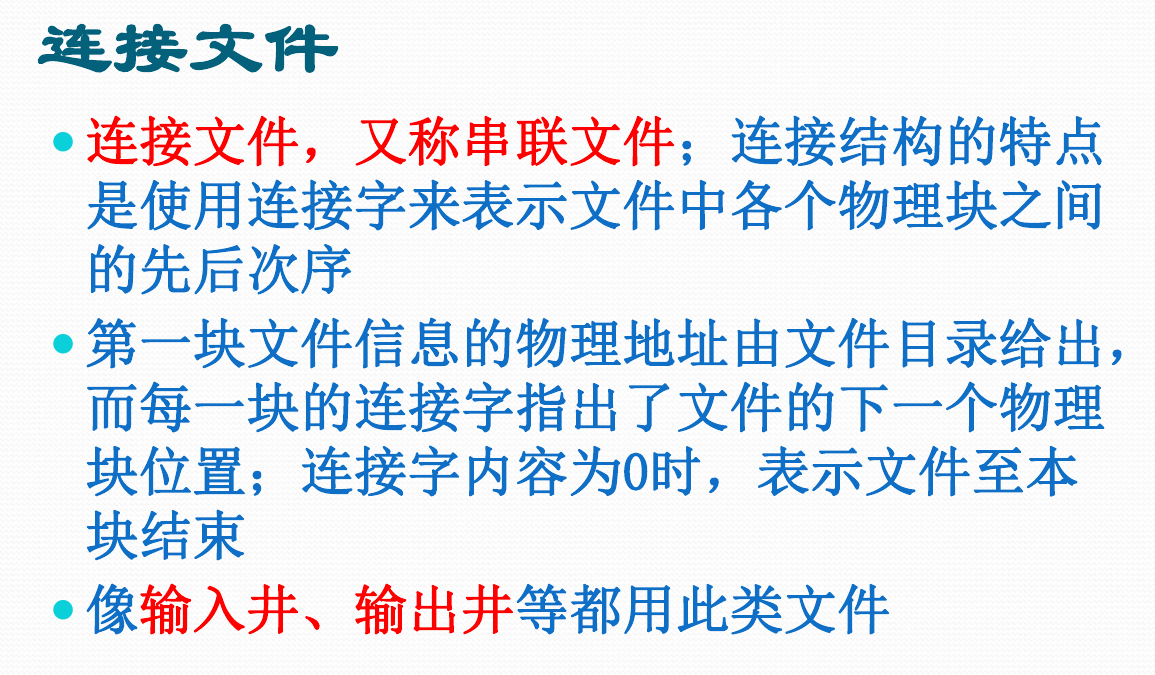 连接文件
连接文件，又称串联文件；连接结构的特点
是使用连接字来表示文件中各个物理块之间
的先后次序
第一块文件信息的物理地址由文件目录给出，
而每一块的连接字指出了文件的下一个物理
块位置；连接字内容为0时，表示文件至本
块结束
像输入井、输出井等都用此类文件